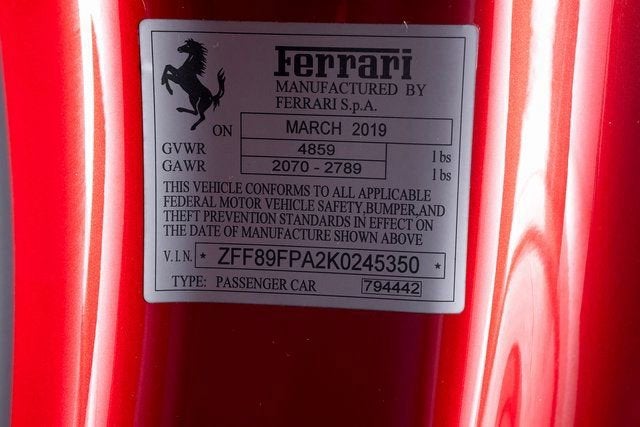 Ferrari
MANUFACTURED BY
FERRARI S.p.A.
ON MARCH 2019
GVWR 4859 lbs
GAWR 2070 - 2789 lbs
THIS VEHICLE CONFORMS TO ALL APPLICABLE
FEDERAL MOTOR VEHICLE SAFETY,BUMPER,AND
THEFT PREVENTION STANDARDS IN EFFECT ON
THE DATE OF MANUFACTURE SHOWN ABOVE
V.I.N. * ZFF89FPA2K0245350 *
TYPE: PASSENGER CAR 794442